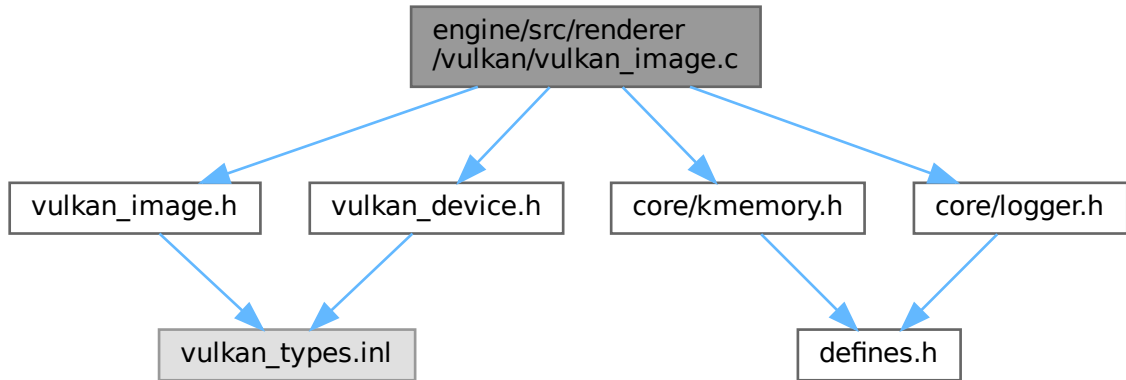 engine/src/renderer
/vulkan/vulkan_image.c
vulkan_image.h
vulkan_device.h
core/kmemory.h
core/logger.h
vulkan_types.inl
defines.h